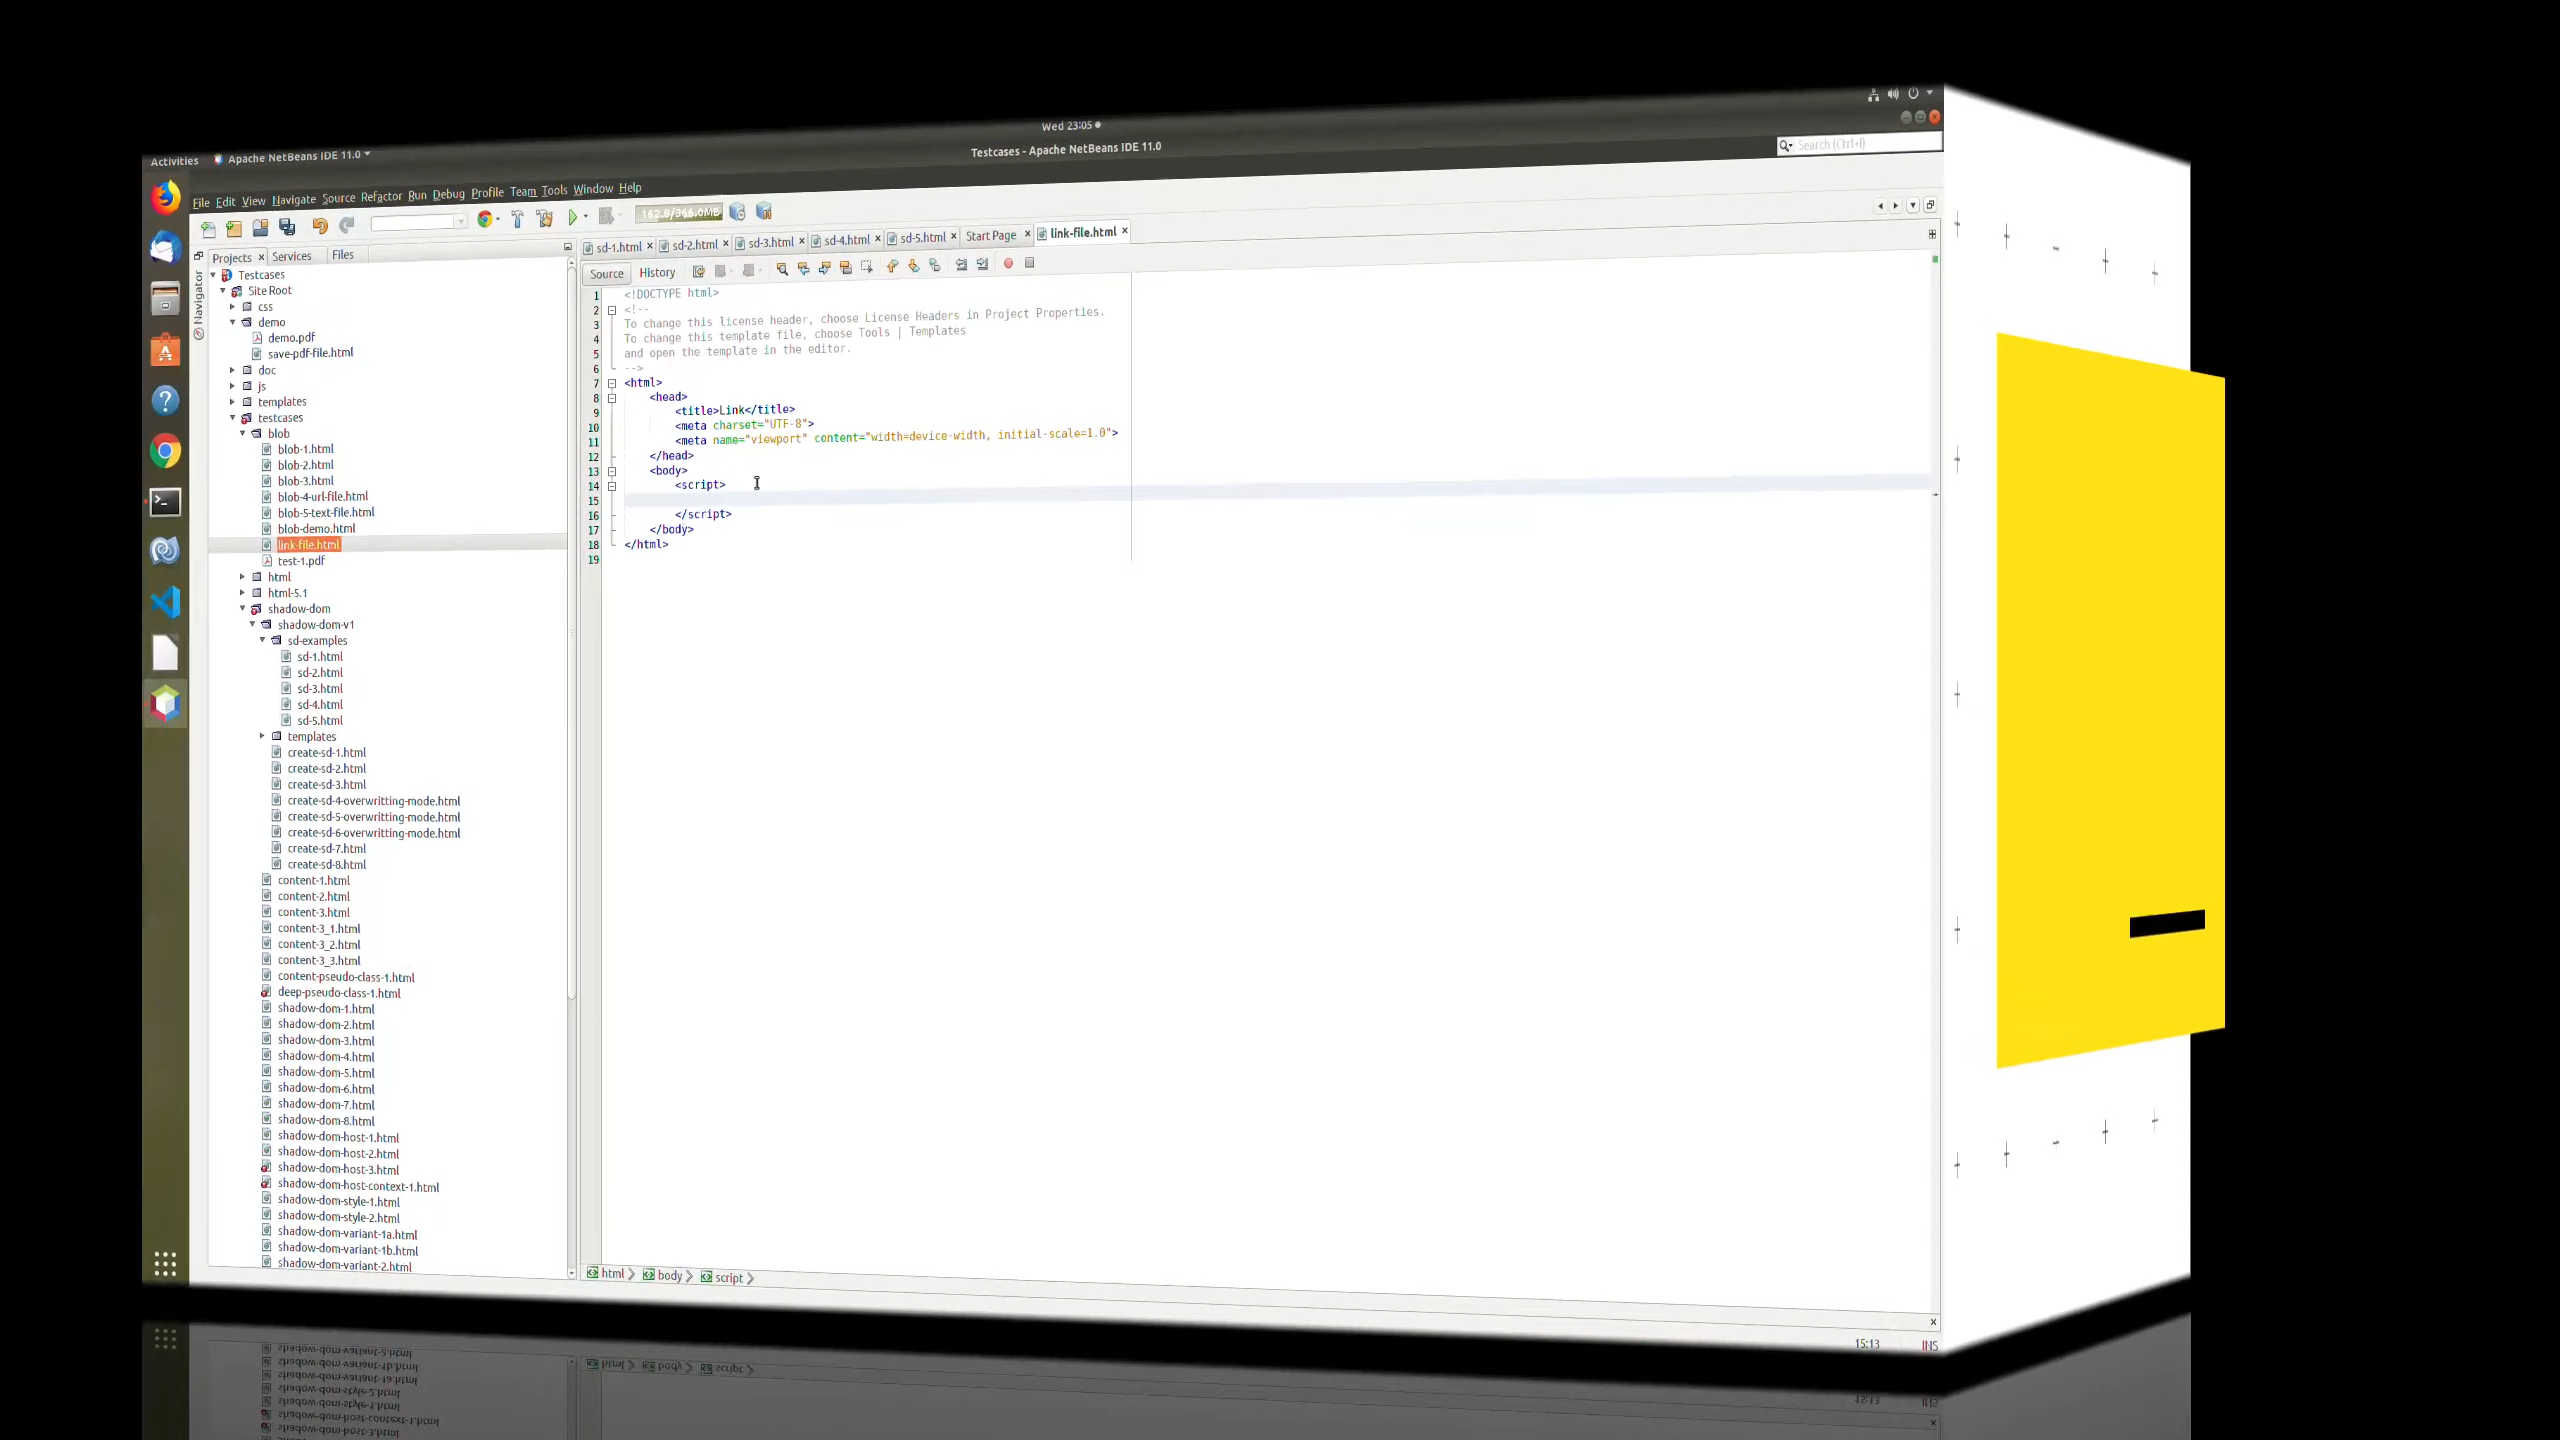 Wed 23:05
Activities
Apache NetBeans IDE 11.0
Testcases - Apache NetBeans IDE 11.0
Search (Ctrl+I)
File Edit View Navigate Source Refactor Run Debug Profile Team Tools Window Help
162.0/366.0MB
Projects Services Files
Navigator
Testcases
Site Root
css
demo
demo.pdf
save-pdf-file.html
doc
js
templates
testcases
blob
blob-1.html
blob-2.html
blob-3.html
blob-4-url-file.html
blob-5-text-file.html
blob-demo.html
link-file.html
test-1.pdf
html
html-5.1
shadow-dom
shadow-dom-v1
sd-examples
sd-1.html
sd-2.html
sd-3.html
sd-4.html
sd-5.html
templates
create-sd-1.html
create-sd-2.html
create-sd-3.html
create-sd-4-overwritting-mode.html
create-sd-5-overwritting-mode.html
create-sd-6-overwritting-mode.html
create-sd-7.html
create-sd-8.html
content-1.html
content-2.html
content-3.html
content-3_1.html
content-3_2.html
content-3_3.html
content-pseudo-class-1.html
deep-pseudo-class-1.html
shadow-dom-1.html
shadow-dom-2.html
shadow-dom-3.html
shadow-dom-4.html
shadow-dom-5.html
shadow-dom-6.html
shadow-dom-7.html
shadow-dom-8.html
shadow-dom-host-1.html
shadow-dom-host-2.html
shadow-dom-host-3.html
shadow-dom-host-context-1.html
shadow-dom-style-1.html
shadow-dom-style-2.html
shadow-dom-variant-1a.html
shadow-dom-variant-1b.html
shadow-dom-variant-2.html
sd-1.html sd-2.html sd-3.html sd-4.html sd-5.html Start Page link-file.html
Source History
1 <!DOCTYPE html>
2 <!--
3 To change this license header, choose License Headers in Project Properties.
4 To change this template file, choose Tools | Templates
5 and open the template in the editor.
6 -->
7 <html>
8 <head>
9 <title>Link</title>
10 <meta charset="UTF-8">
11 <meta name="viewport" content="width=device-width, initial-scale=1.0">
12 </head>
13 <body>
14 <script>
15
16 </script>
17 </body>
18 </html>
19
html body script
15:13 INS